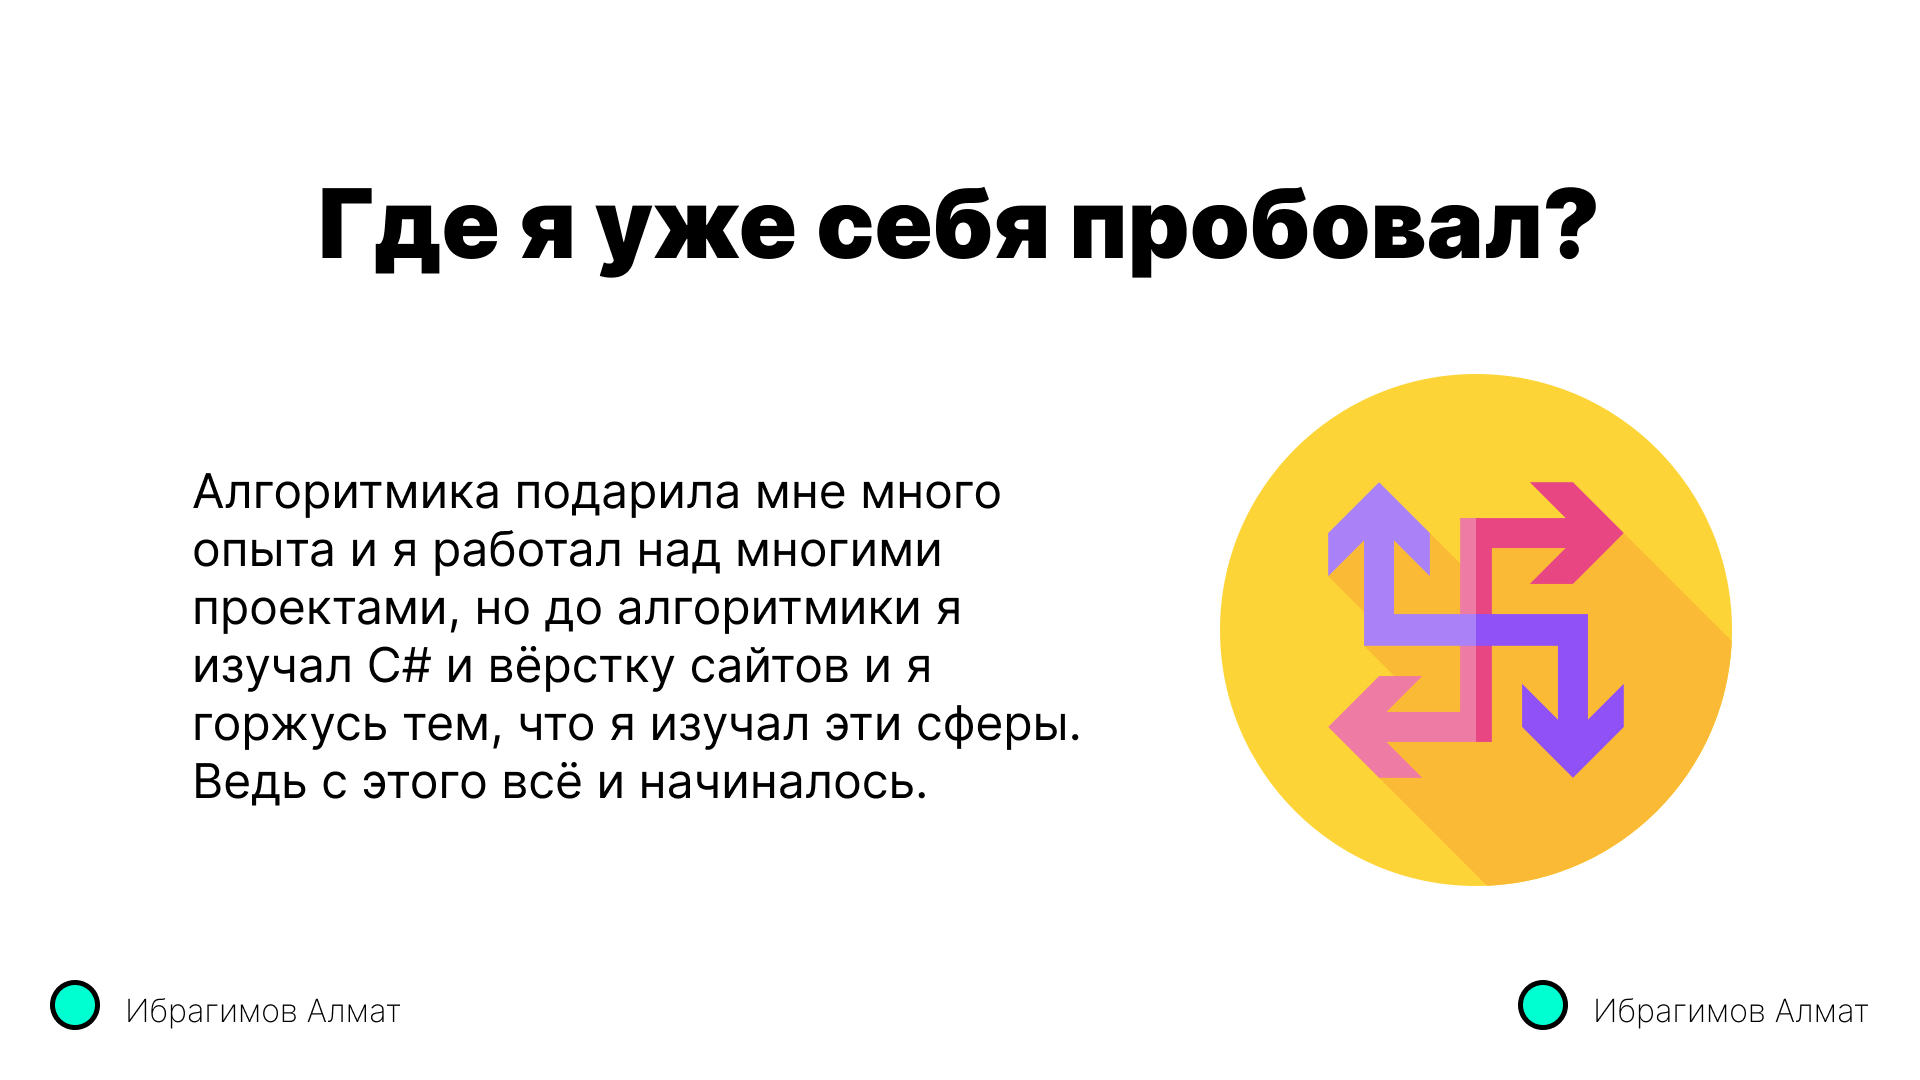 Где я уже себя пробовал?
Алгоритмика подарила мне много
опыта и я работал над многими
проектами, но до алгоритмики я
изучал C# и вёрстку сайтов и я
горжусь тем, что я изучал эти сферы.
Ведь с этого всё и начиналось.
Ибрагимов Алмат
Ибрагимов Алмат